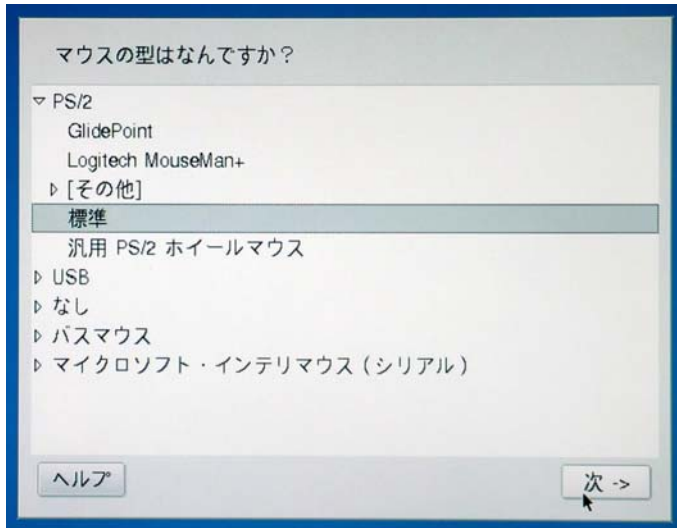 マウスの型はなんですか？
PS/2
GlidePoint
Logitech MouseMan+
[その他]
標準
汎用 PS/2 ホイールマウス
USB
なし
バスマウス
マイクロソフト・インテリマウス(シリアル)
ヘルプ
次 ->